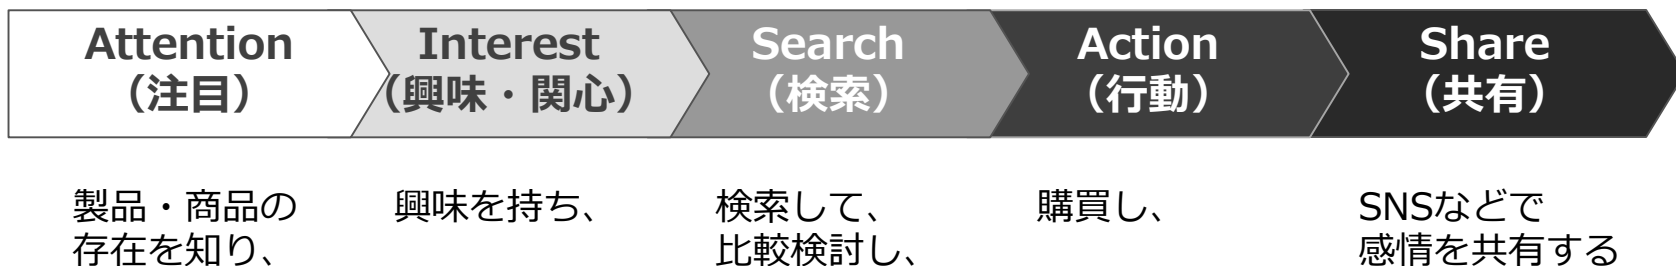 Attention
（注目）
Interest
（興味・関心）
Search
（検索）
Action
（行動）
Share
（共有）
製品・商品の
存在を知り、
興味を持ち、
検索して、
比較検討し、
購買し、
SNSなどで
感情を共有する